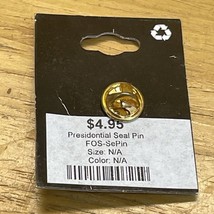 $4.95
Presidential Seal Pin
FOS-SePin
Size: N/A
Color: N/A